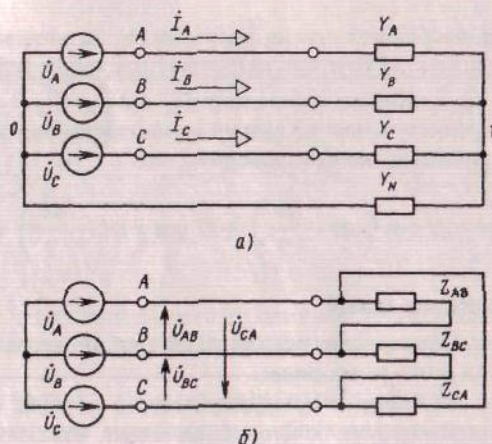 A
İ_A
Y_A
U̇_A
B
İ_B
Y_B
0
U̇_B
C
İ_C
Y_C
U̇_C
Y_N
а)
A
Z_AB
U̇_A
U̇_AB
U̇_CA
B
Z_BC
U̇_B
U̇_BC
C
Z_CA
U̇_C
б)